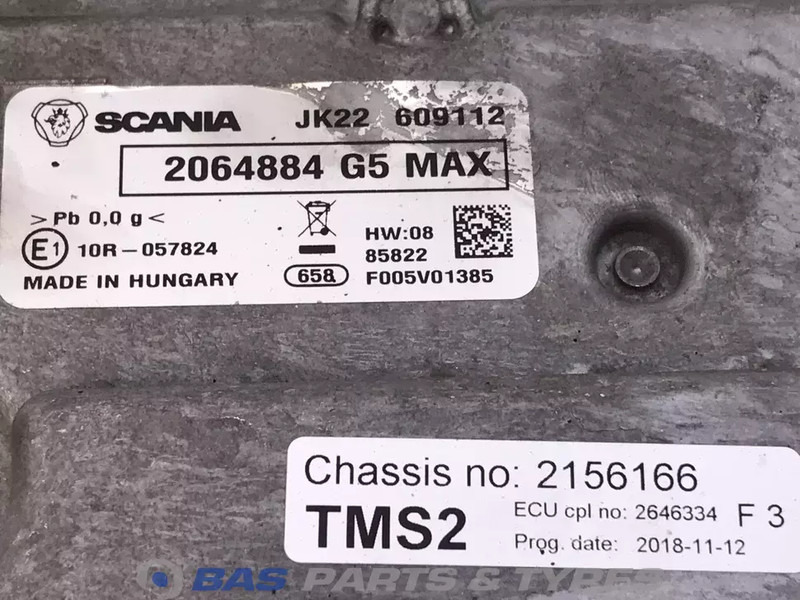 SCANIA JK22 609112
2064884 G5 MAX
>Pb 0,0 g<
E1 10R-057824
HW:08
85822
MADE IN HUNGARY
658
F005V01385
Chassis no: 2156166
TMS2 ECU cpl no: 2646334 F 3
Prog. date: 2018-11-12
BAS PARTS & TYRES